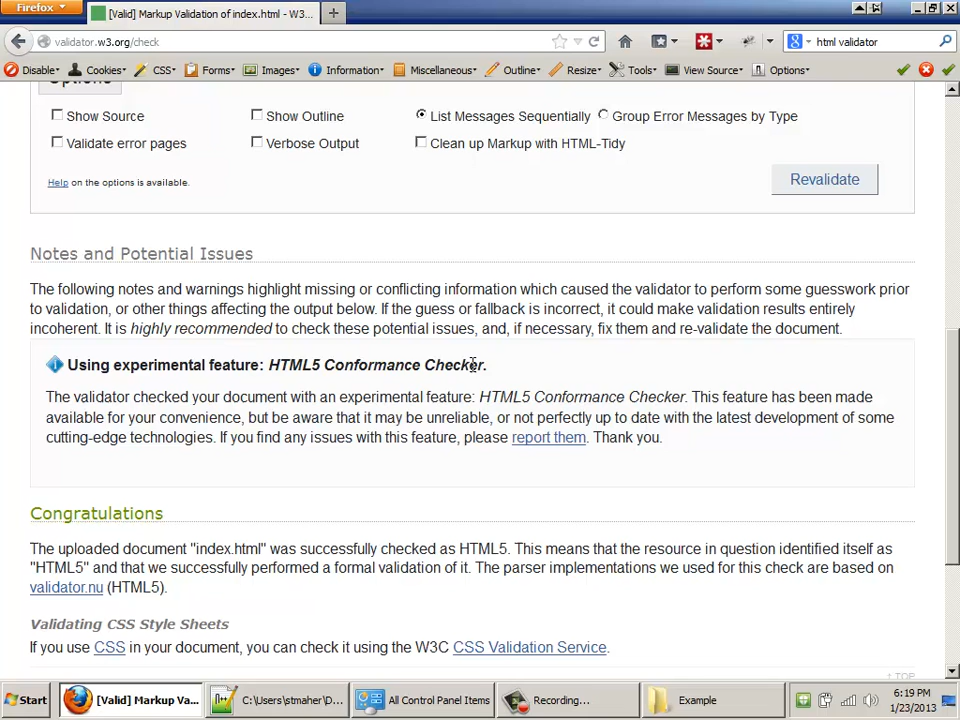 Firefox
[Valid] Markup Validation of index.html - W3...
validator.w3.org/check
html validator
Disable Cookies CSS Forms Images Information Miscellaneous Outline Resize Tools View Source Options
Show Source Show Outline List Messages Sequentially Group Error Messages by Type
Validate error pages Verbose Output Clean up Markup with HTML-Tidy
Help on the options is available.
Revalidate
Notes and Potential Issues
The following notes and warnings highlight missing or conflicting information which caused the validator to perform some guesswork prior
to validation, or other things affecting the output below. If the guess or fallback is incorrect, it could make validation results entirely
incoherent. It is highly recommended to check these potential issues, and, if necessary, fix them and re-validate the document.
Using experimental feature: HTML5 Conformance Checker.
The validator checked your document with an experimental feature: HTML5 Conformance Checker. This feature has been made
available for your convenience, but be aware that it may be unreliable, or not perfectly up to date with the latest development of some
cutting-edge technologies. If you find any issues with this feature, please report them. Thank you.
Congratulations
The uploaded document "index.html" was successfully checked as HTML5. This means that the resource in question identified itself as
"HTML5" and that we successfully performed a formal validation of it. The parser implementations we used for this check are based on
validator.nu (HTML5).
Validating CSS Style Sheets
If you use CSS in your document, you can check it using the W3C CSS Validation Service.
↑ TOP
Start
[Valid] Markup Va...
C:\Users\stmaher\D...
All Control Panel Items
Recording...
Example
6:19 PM
1/23/2013